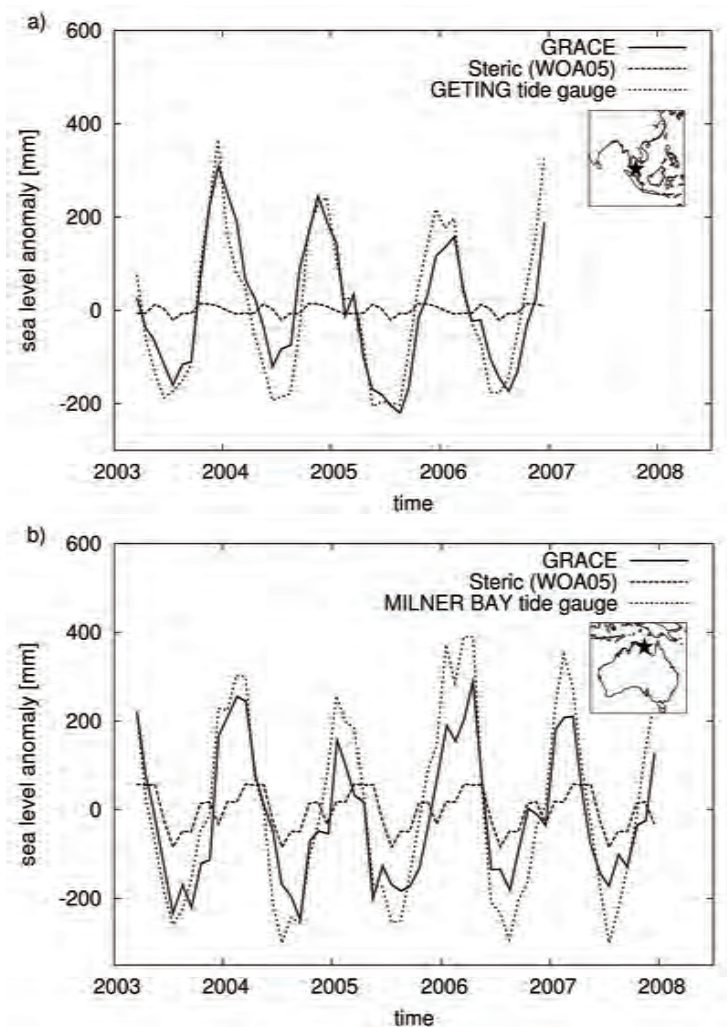 a)
600
400
200
0
-200
sea level anomaly [mm]
GRACE
Steric (WOA05)
GETING tide gauge
2003 2004 2005 2006 2007 2008
time
b)
600
400
200
0
-200
sea level anomaly [mm]
GRACE
Steric (WOA05)
MILNER BAY tide gauge
2003 2004 2005 2006 2007 2008
time